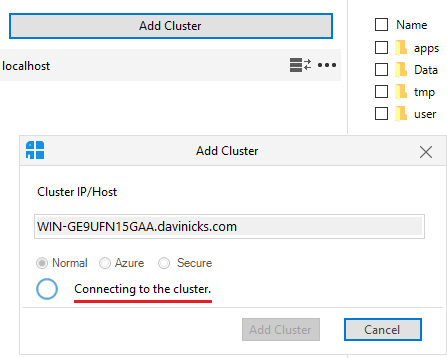 Add Cluster
localhost
Name
apps
Data
tmp
user
Add Cluster
Cluster IP/Host
WIN-GE9UFN15GAA.davinicks.com
Normal Azure Secure
Connecting to the cluster.
Add Cluster Cancel